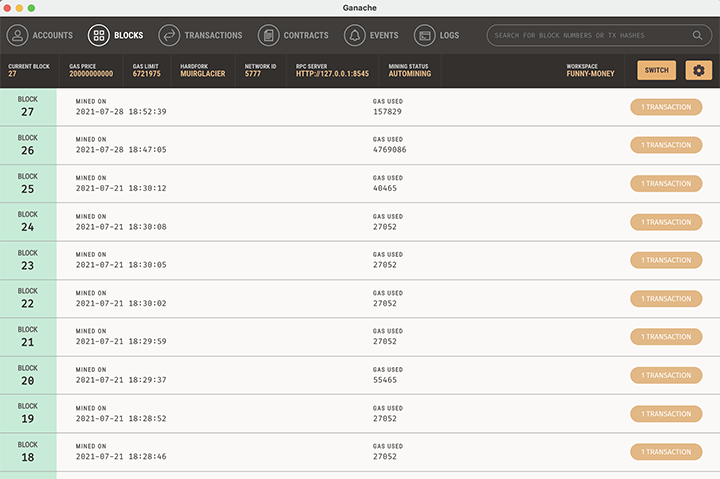 Ganache
ACCOUNTS BLOCKS TRANSACTIONS CONTRACTS EVENTS LOGS SEARCH FOR BLOCK NUMBERS OR TX HASHES
CURRENT BLOCK GAS PRICE GAS LIMIT HARDFORK NETWORK ID RPC SERVER MINING STATUS WORKSPACE SWITCH
27 20000000000 6721975 MUIRGLACIER 5777 HTTP://127.0.0.1:8545 AUTOMINING FUNNY-MONEY
BLOCK MINED ON GAS USED 1 TRANSACTION
27 2021-07-28 18:52:39 157829
BLOCK MINED ON GAS USED 1 TRANSACTION
26 2021-07-28 18:47:05 4769086
BLOCK MINED ON GAS USED 1 TRANSACTION
25 2021-07-21 18:30:12 40465
BLOCK MINED ON GAS USED 1 TRANSACTION
24 2021-07-21 18:30:08 27052
BLOCK MINED ON GAS USED 1 TRANSACTION
23 2021-07-21 18:30:05 27052
BLOCK MINED ON GAS USED 1 TRANSACTION
22 2021-07-21 18:30:02 27052
BLOCK MINED ON GAS USED 1 TRANSACTION
21 2021-07-21 18:29:59 27052
BLOCK MINED ON GAS USED 1 TRANSACTION
20 2021-07-21 18:29:37 55465
BLOCK MINED ON GAS USED 1 TRANSACTION
19 2021-07-21 18:28:52 27052
BLOCK MINED ON GAS USED 1 TRANSACTION
18 2021-07-21 18:28:46 27052